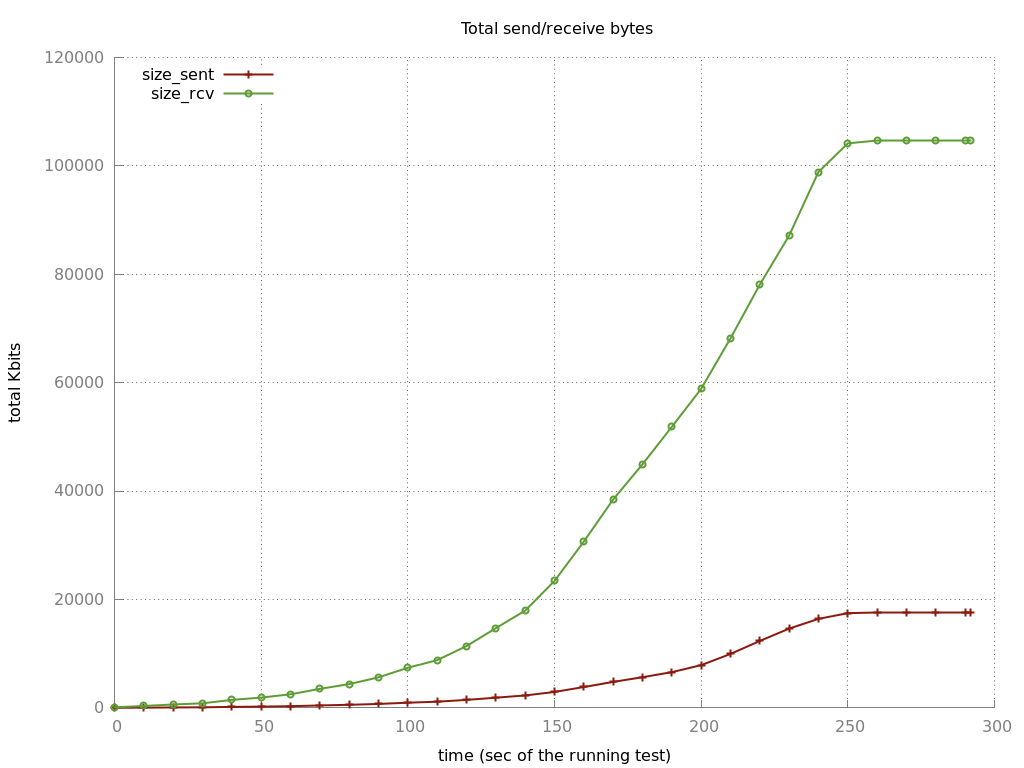 Total send/receive bytes
120000
100000
80000
60000
40000
20000
0
size_sent
size_rcv
total Kbits
0 50 100 150 200 250 300
time (sec of the running test)